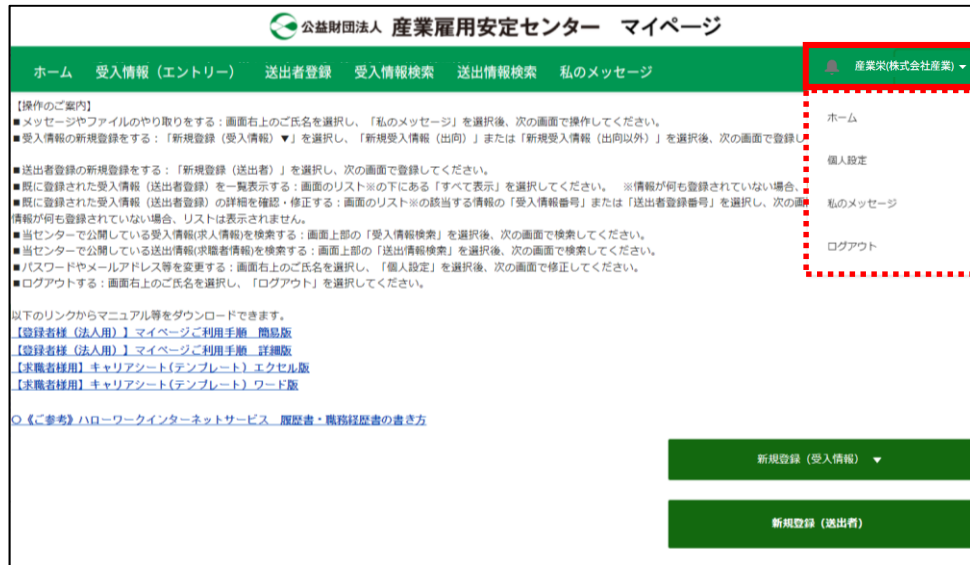 公益財団法人 産業雇用安定センター マイページ
ホーム 受入情報（エントリー） 送出者登録 受入情報検索 送出情報検索 私のメッセージ
産業栄(株式会社産業)
ホーム
個人設定
私のメッセージ
ログアウト
【操作のご案内】
■メッセージやファイルのやり取りをする：画面右上のご氏名を選択し、「私のメッセージ」を選択後、次の画面で操作してください。
■受入情報の新規登録をする：「新規登録（受入情報）▼」を選択し、「新規受入情報（出向）」または「新規受入情報（出向以外）」を選択後、次の画面で登録し
■送出者登録の新規登録をする：「新規登録（送出者）」を選択し、次の画面で登録してください。
■既に登録された受入情報（送出者登録）を一覧表示する：画面のリスト※の下にある「すべて表示」を選択してください。 ※情報が何も登録されていない場合、
■既に登録された受入情報（送出者登録）の詳細を確認・修正する：画面のリスト※の該当する情報の「受入情報番号」または「送出者登録番号」を選択し、次の画
情報が何も登録されていない場合、リストは表示されません。
■当センターで公開している受入情報(求人情報)を検索する：画面上部の「受入情報検索」を選択後、次の画面で検索してください。
■当センターで公開している送出情報(求職者情報)を検索する：画面上部の「送出情報検索」を選択後、次の画面で検索してください。
■パスワードやメールアドレス等を変更する：画面右上のご氏名を選択し、「個人設定」を選択後、次の画面で修正してください。
■ログアウトする：画面右上のご氏名を選択し、「ログアウト」を選択してください。
以下のリンクからマニュアル等をダウンロードできます。
【登録者様（法人用）】マイページご利用手順 簡易版
【登録者様（法人用）】マイページご利用手順 詳細版
【求職者様用】キャリアシート(テンプレート) エクセル版
【求職者様用】キャリアシート(テンプレート) ワード版
○《ご参考》ハローワークインターネットサービス 履歴書・職務経歴書の書き方
新規登録（受入情報） ▼
新規登録（送出者）